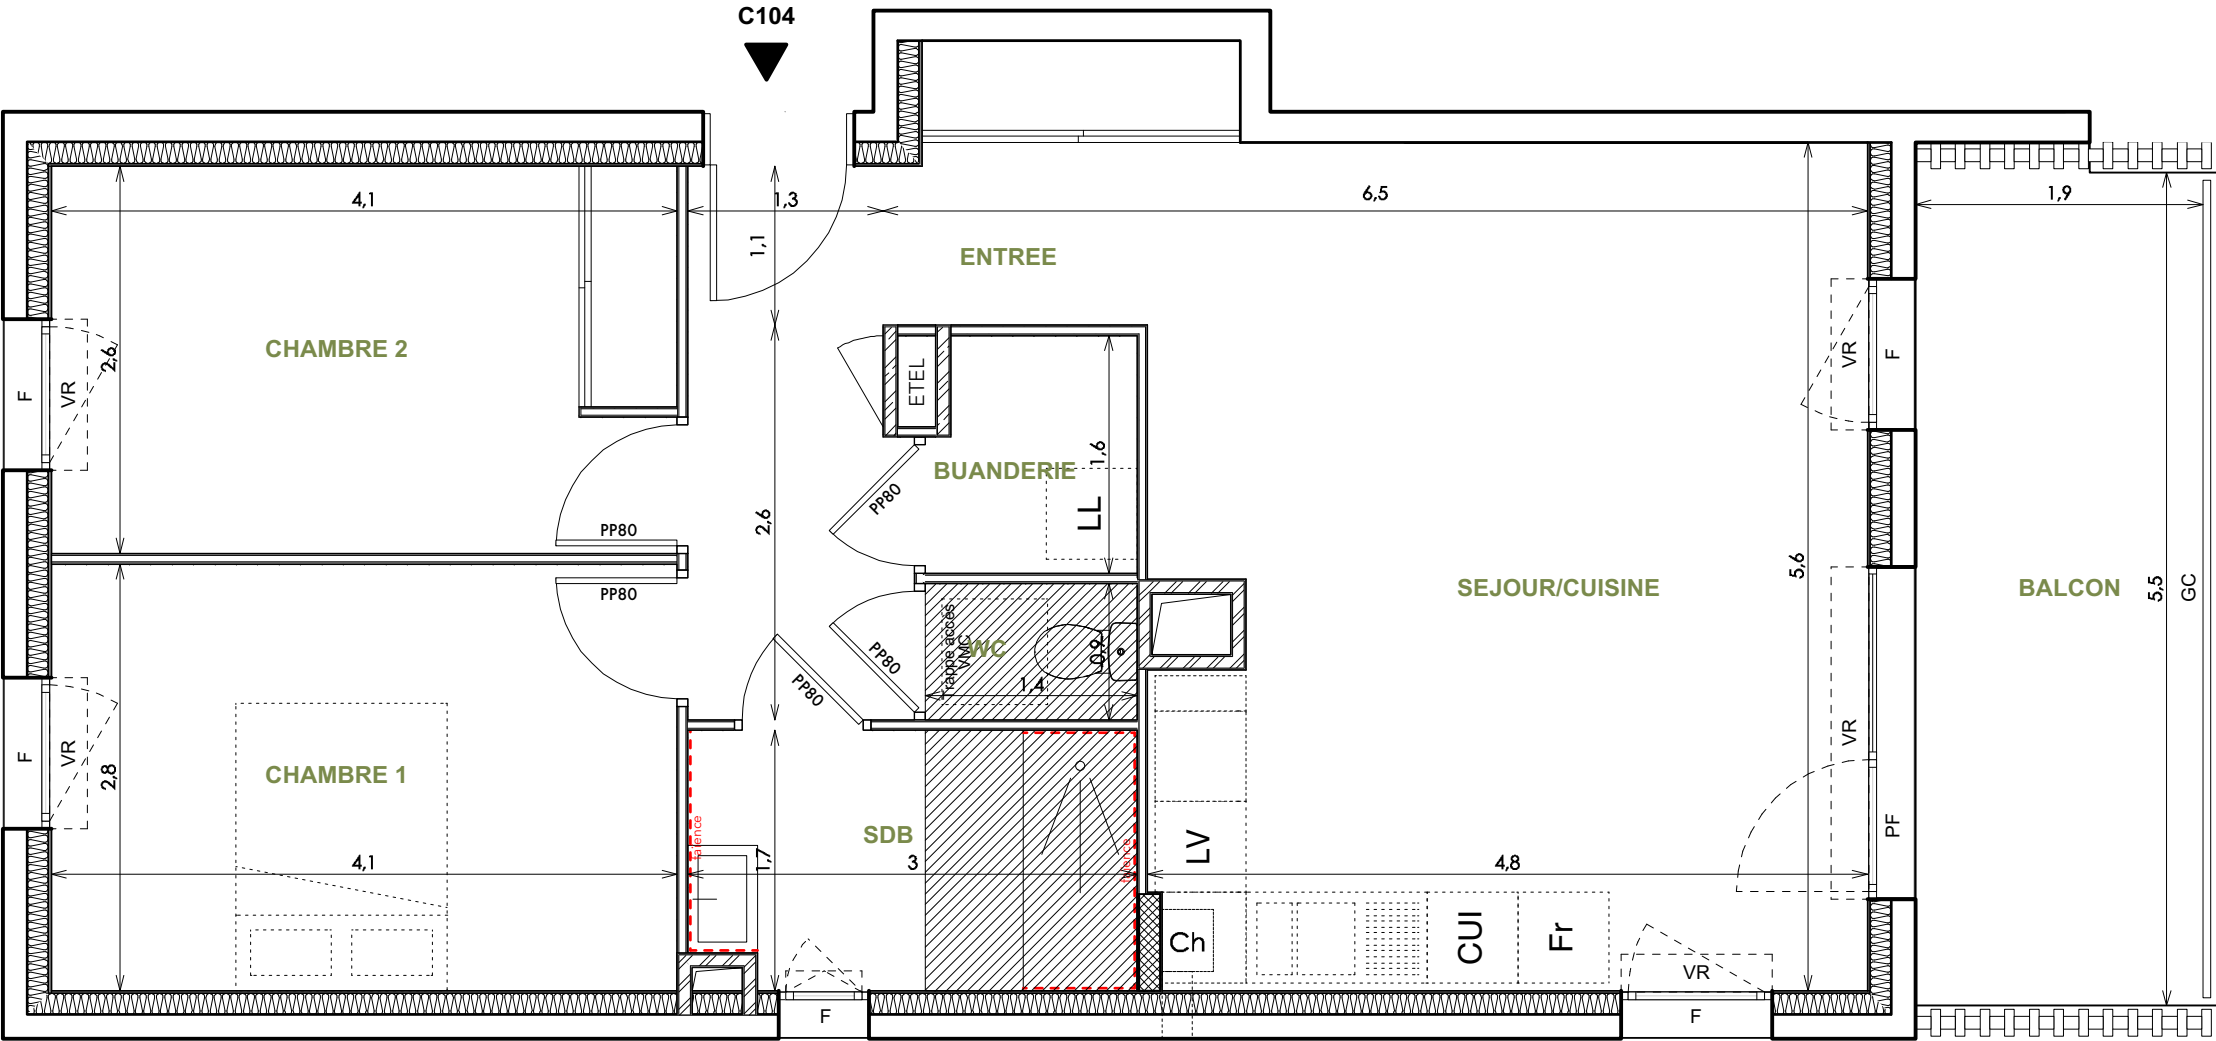 C104
4,1
1,3
6,5
1,9
1,1
ENTREE
CHAMBRE 2
2,6
F
VR
VR
F
ETEL
BUANDERIE
1,6
LL
PP80
2,6
PP80
PP80
5,6
SEJOUR/CUISINE
BALCON
5,5
GC
Trappe accès
VMC
WC
0,9
1,4
PP80
PP80
F
VR
CHAMBRE 1
2,8
VR
PF
SDB
faïence
faïence
1,7
4,1
3
4,8
LV
Ch
CUI
Fr
VR
F
F